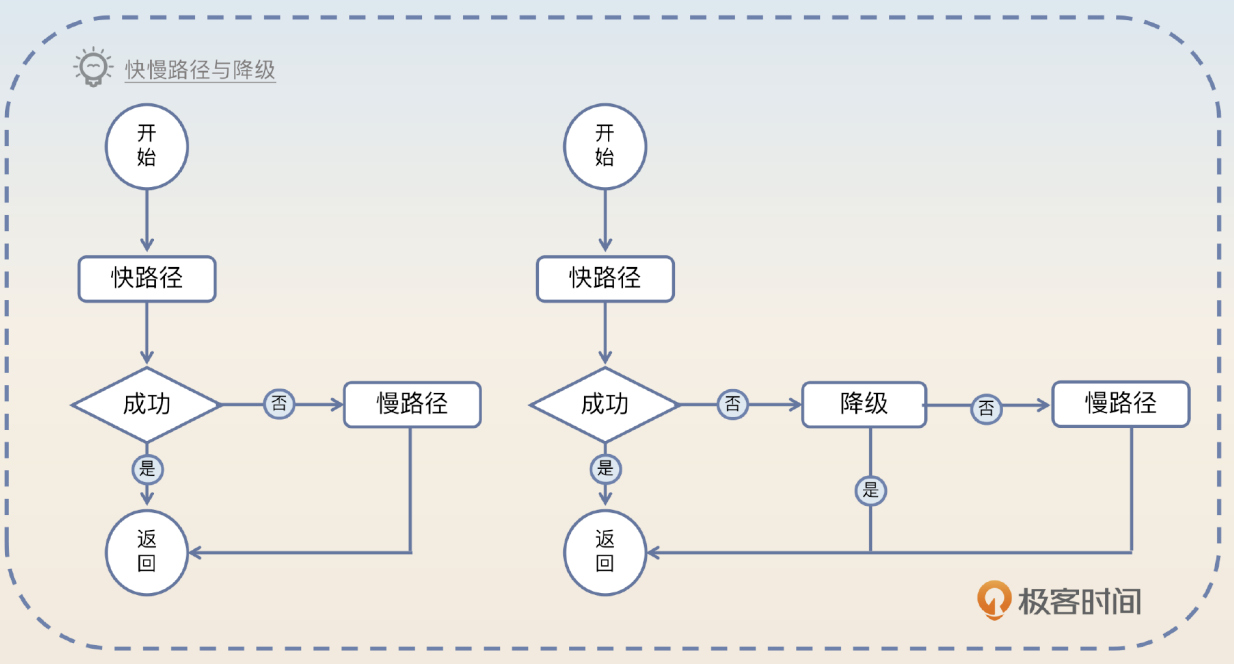 快慢路径与降级
开
始
快路径
成功
否
慢路径
是
返
回
开
始
快路径
成功
否
降级
否
慢路径
是
是
返
回
极客时间